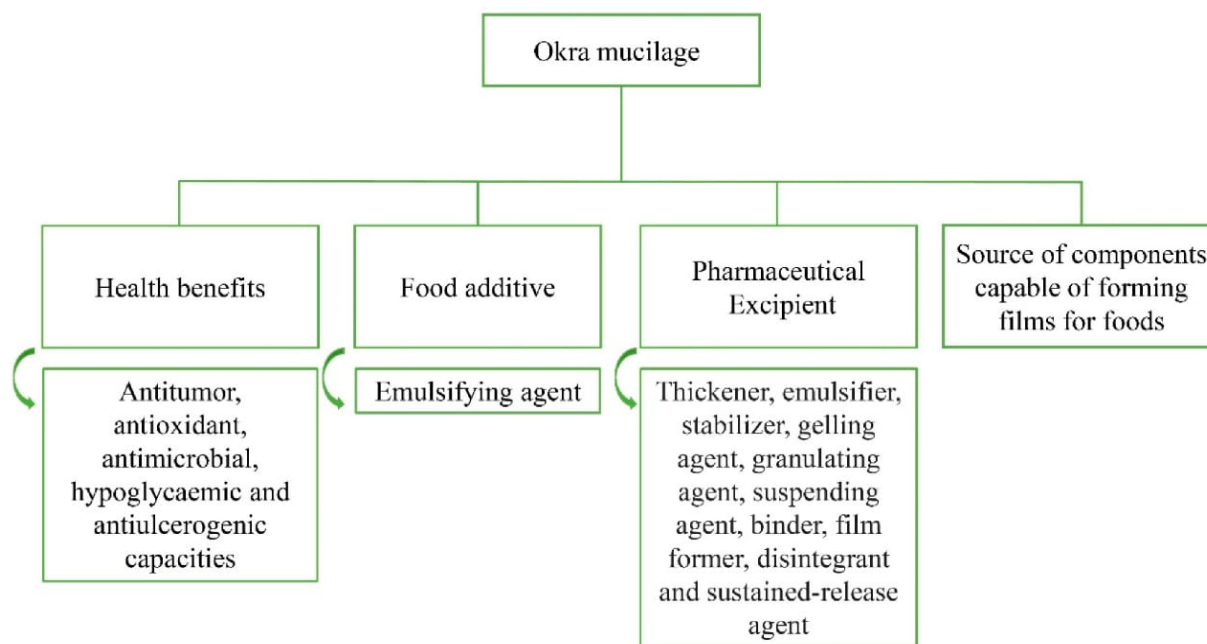 Okra mucilage
Health benefits
Food additive
Pharmaceutical
Excipient
Source of components
capable of forming
films for foods
Antitumor,
antioxidant,
antimicrobial,
hypoglycaemic and
antiulcerogenic
capacities
Emulsifying agent
Thickener, emulsifier,
stabilizer, gelling
agent, granulating
agent, suspending
agent, binder, film
former, disintegrant
and sustained-release
agent